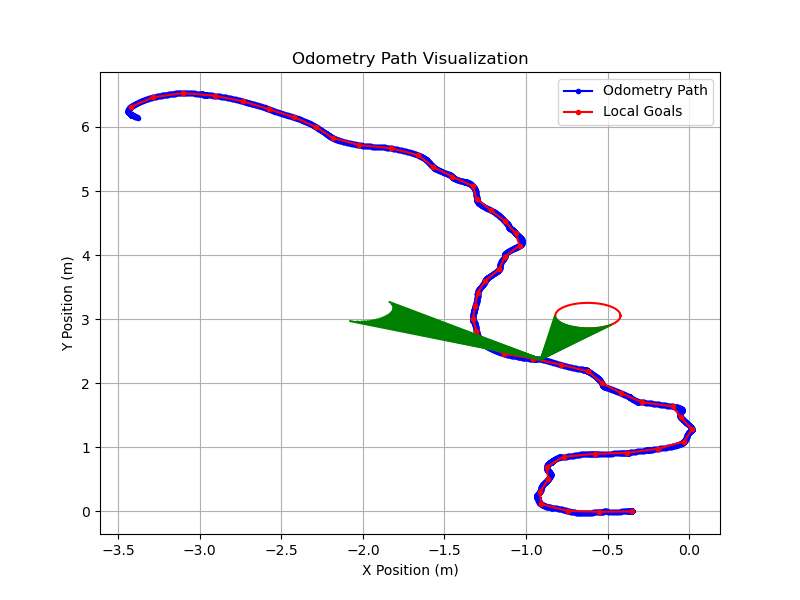 Odometry Path Visualization
Odometry Path
Local Goals
Y Position (m)
6
5
4
3
2
1
0
−3.5 −3.0 −2.5 −2.0 −1.5 −1.0 −0.5 0.0
X Position (m)